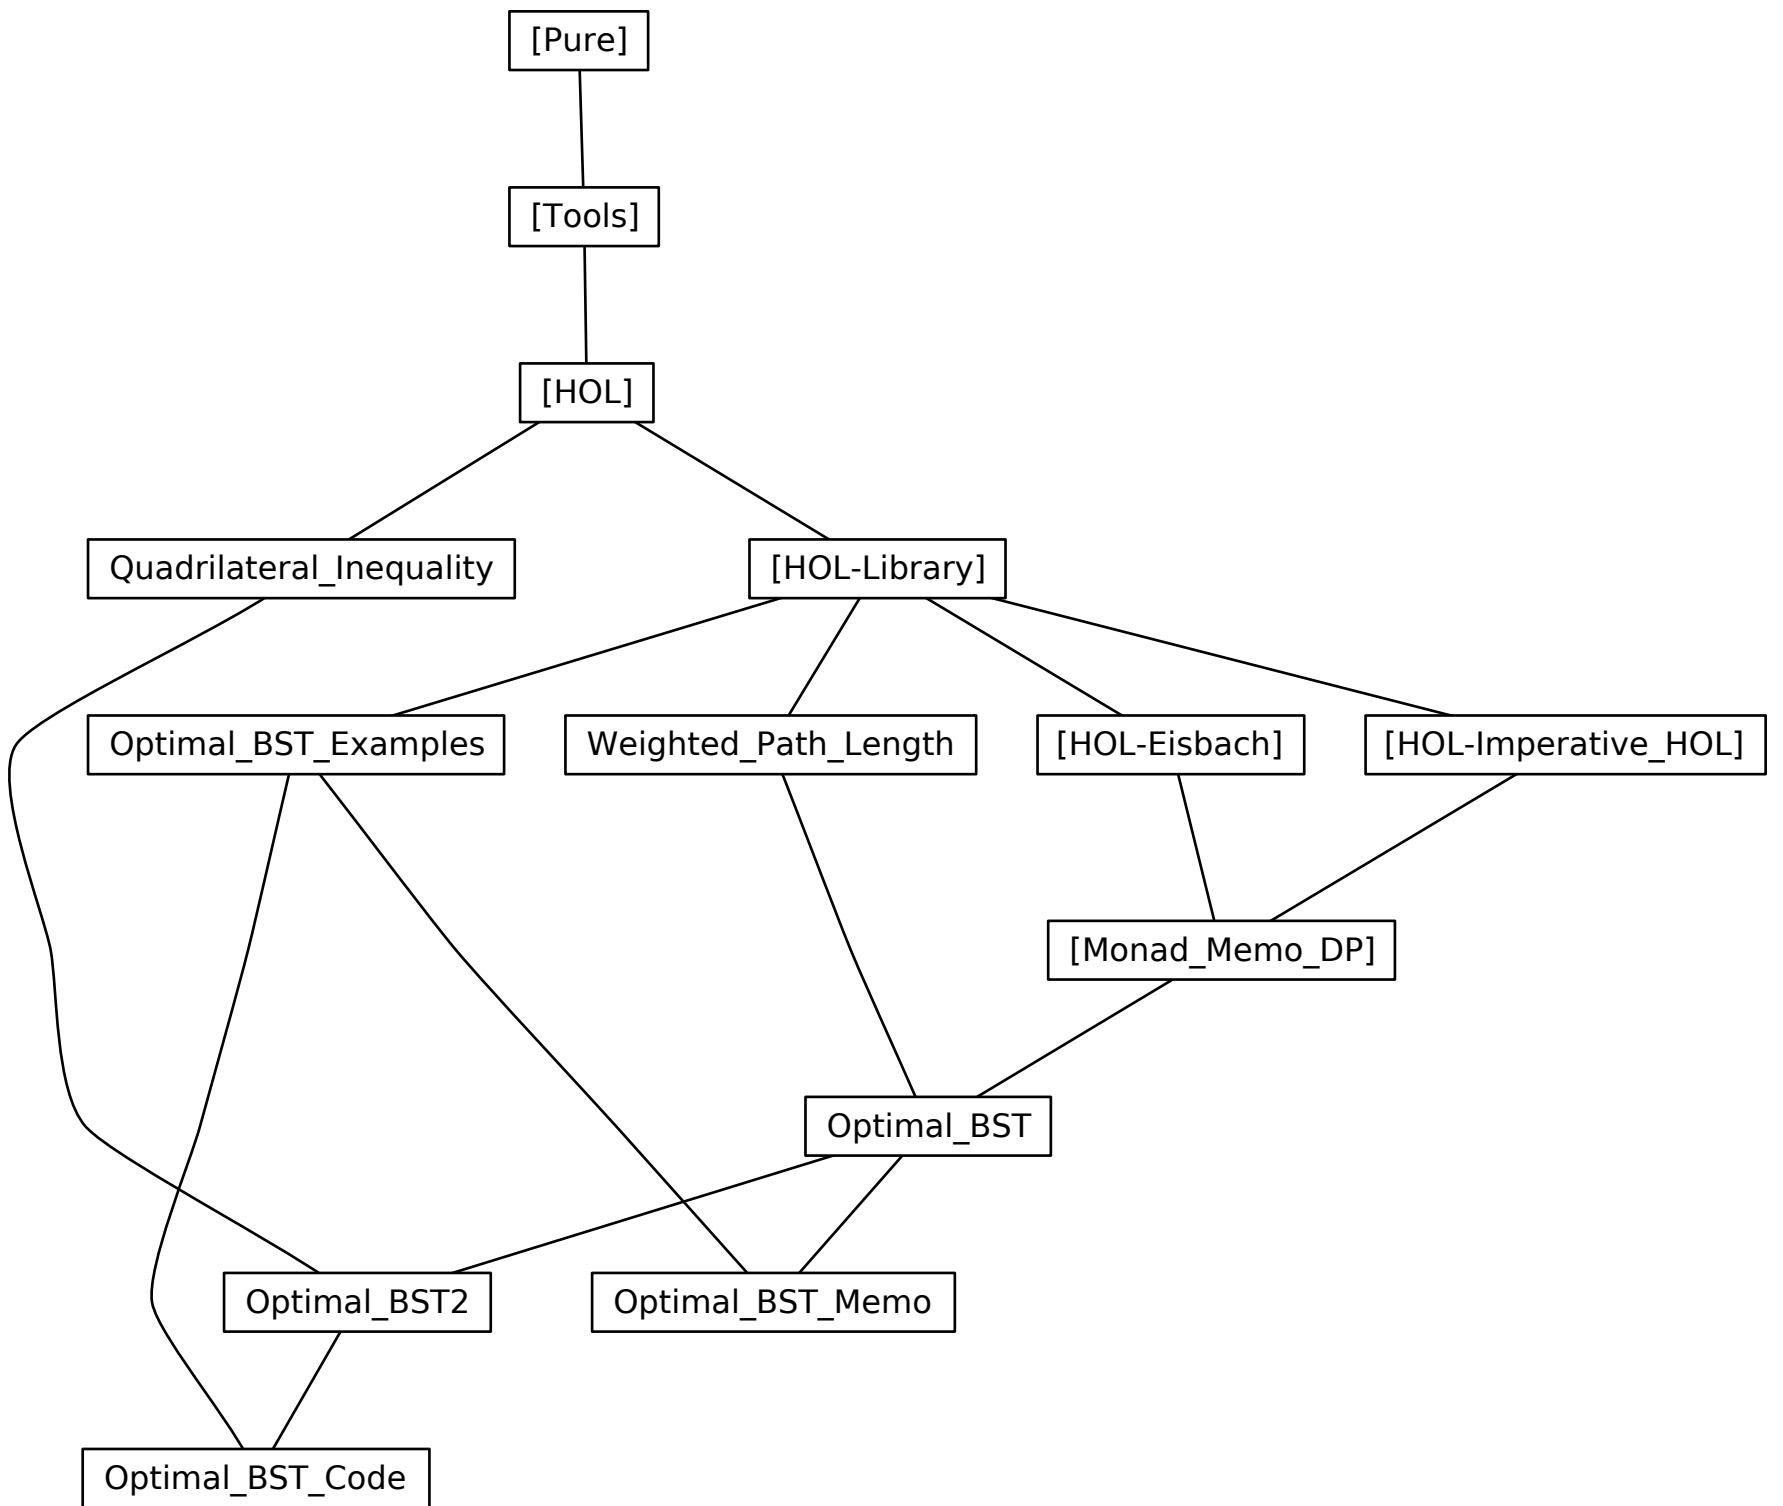 [Pure]
[Tools]
[HOL]
Quadrilateral_Inequality
[HOL-Library]
Optimal_BST_Examples
Weighted_Path_Length
[HOL-Eisbach]
[HOL-Imperative_HOL]
[Monad_Memo_DP]
Optimal_BST
Optimal_BST2
Optimal_BST_Memo
Optimal_BST_Code